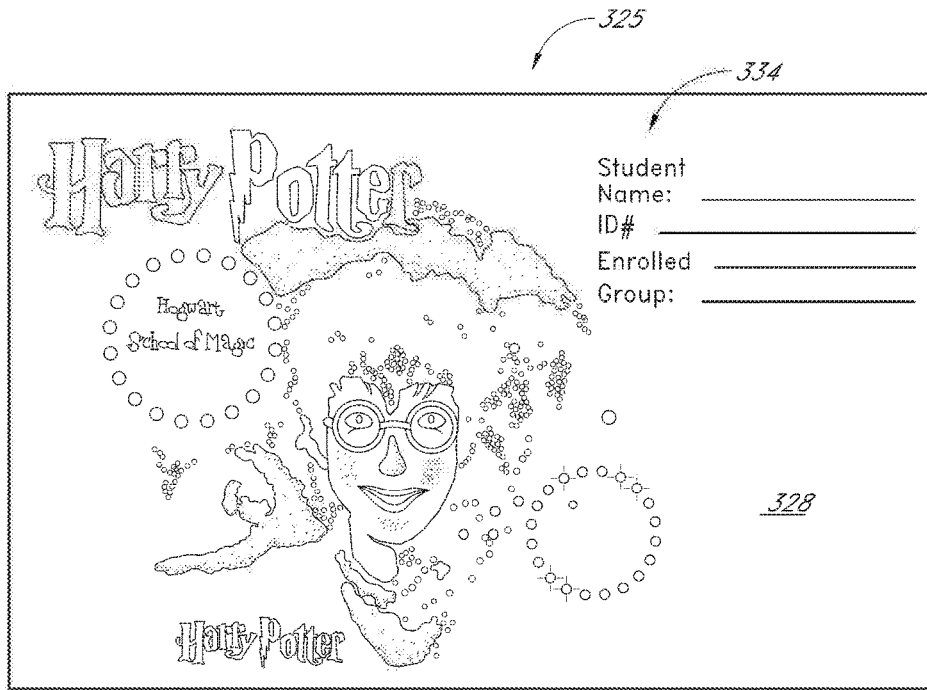 325
334
Harry Potter
Student
Name:
ID#
Enrolled
Group:
Hogwart
School of Magic
328
Harry Potter